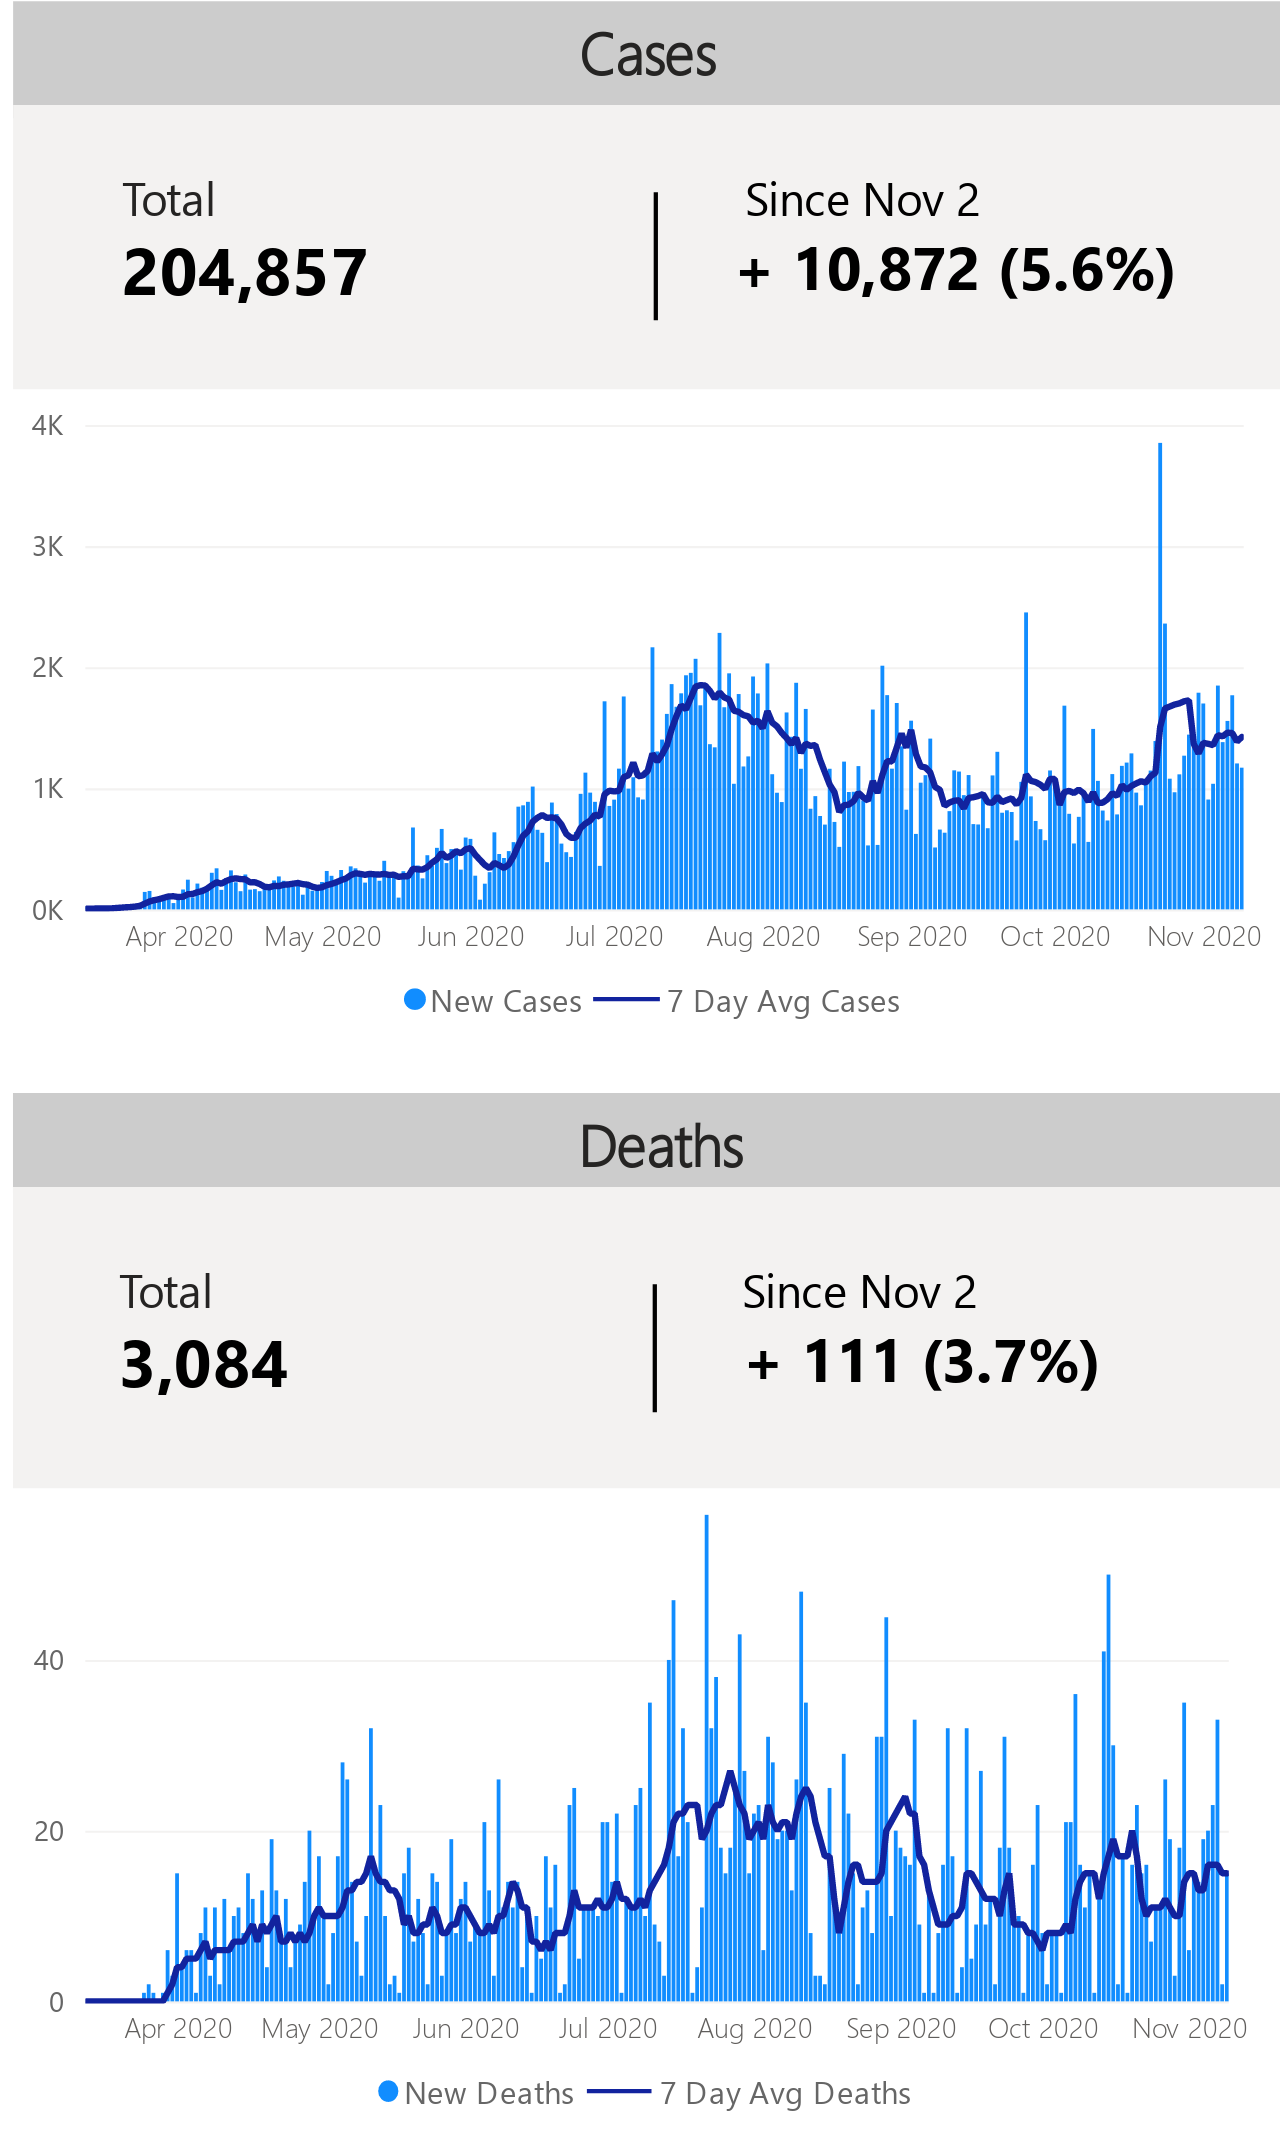 Cases
Total
Since Nov 2
204,857
+ 10,872 (5.6%)
4K
3K
2K
1K
0K
Apr 2020 May 2020 Jun 2020 Jul 2020 Aug 2020 Sep 2020 Oct 2020 Nov 2020
New Cases 7 Day Avg Cases
Deaths
Total
Since Nov 2
3,084
+ 111 (3.7%)
40
20
0
Apr 2020 May 2020 Jun 2020 Jul 2020 Aug 2020 Sep 2020 Oct 2020 Nov 2020
New Deaths 7 Day Avg Deaths